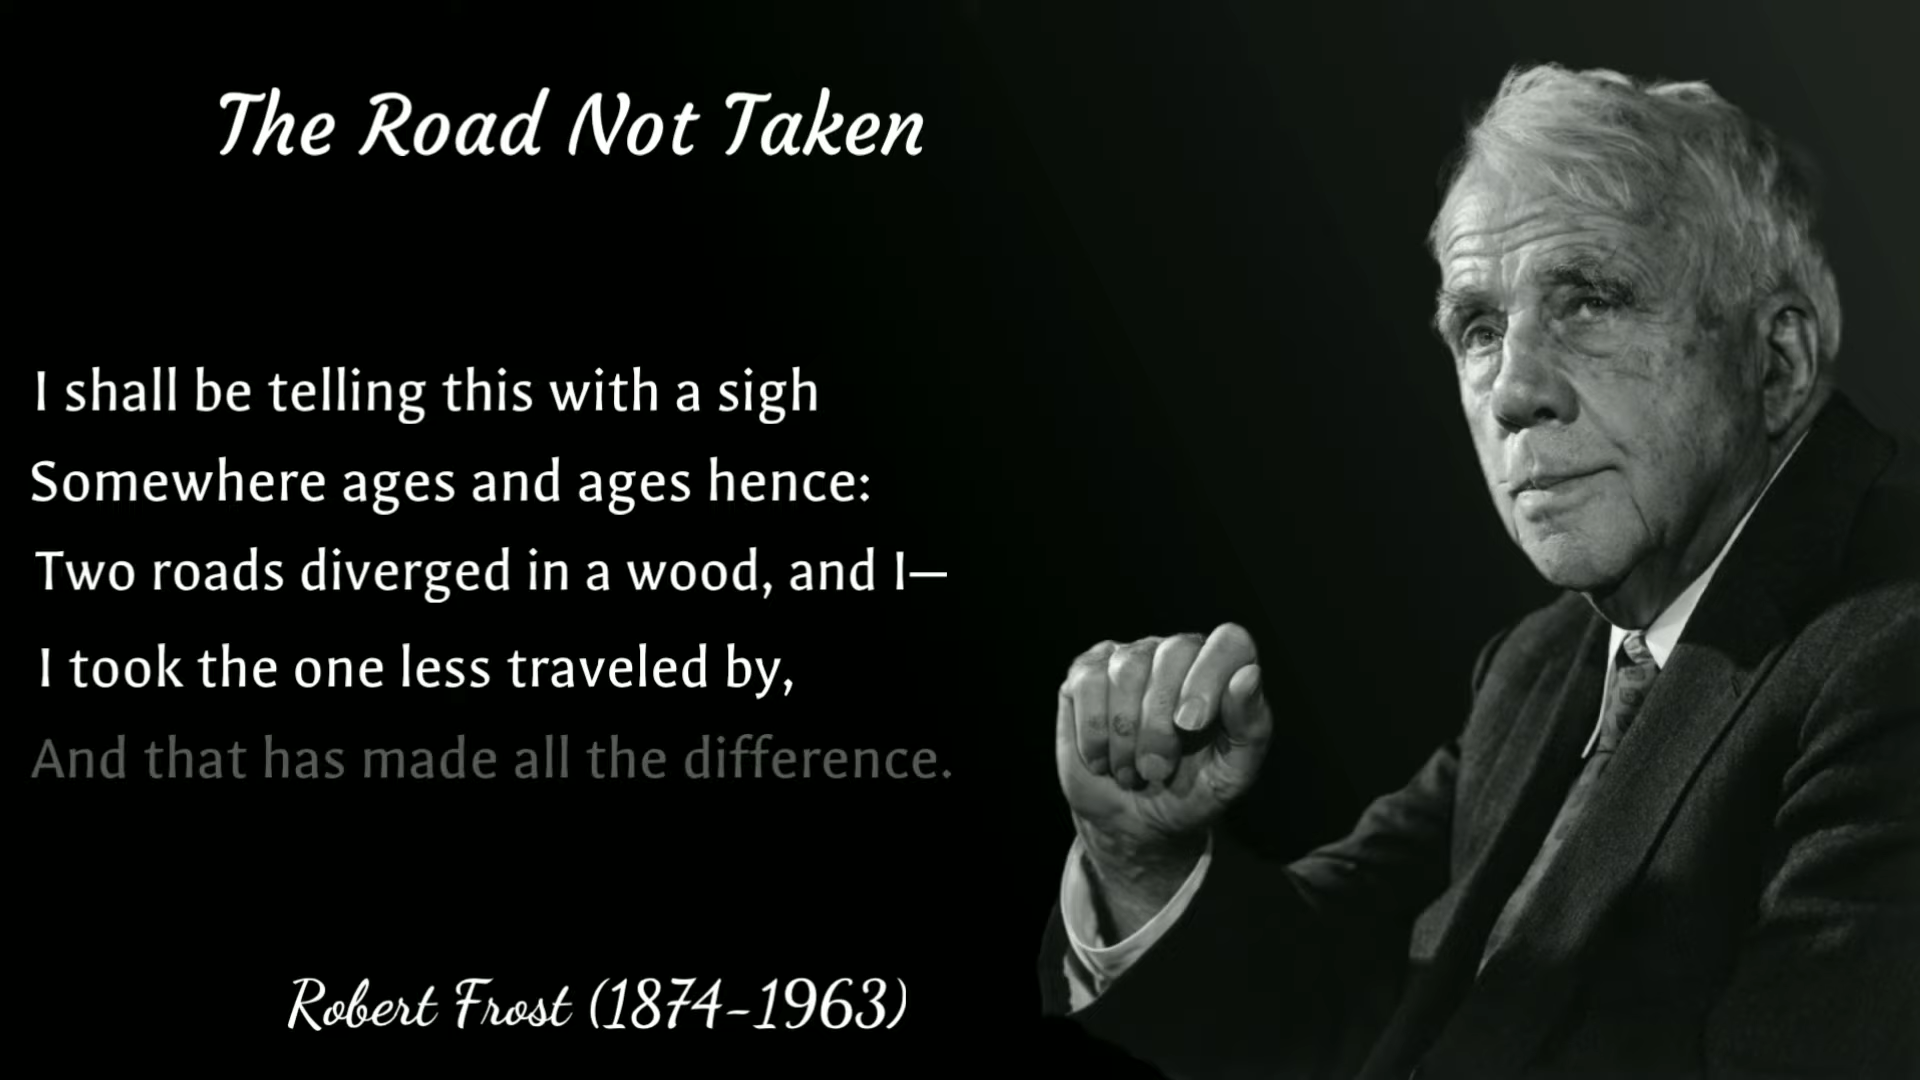 The Road Not Taken
I shall be telling this with a sigh
Somewhere ages and ages hence:
Two roads diverged in a wood, and I—
I took the one less traveled by,
And that has made all the difference.
Robert Frost (1874-1963)